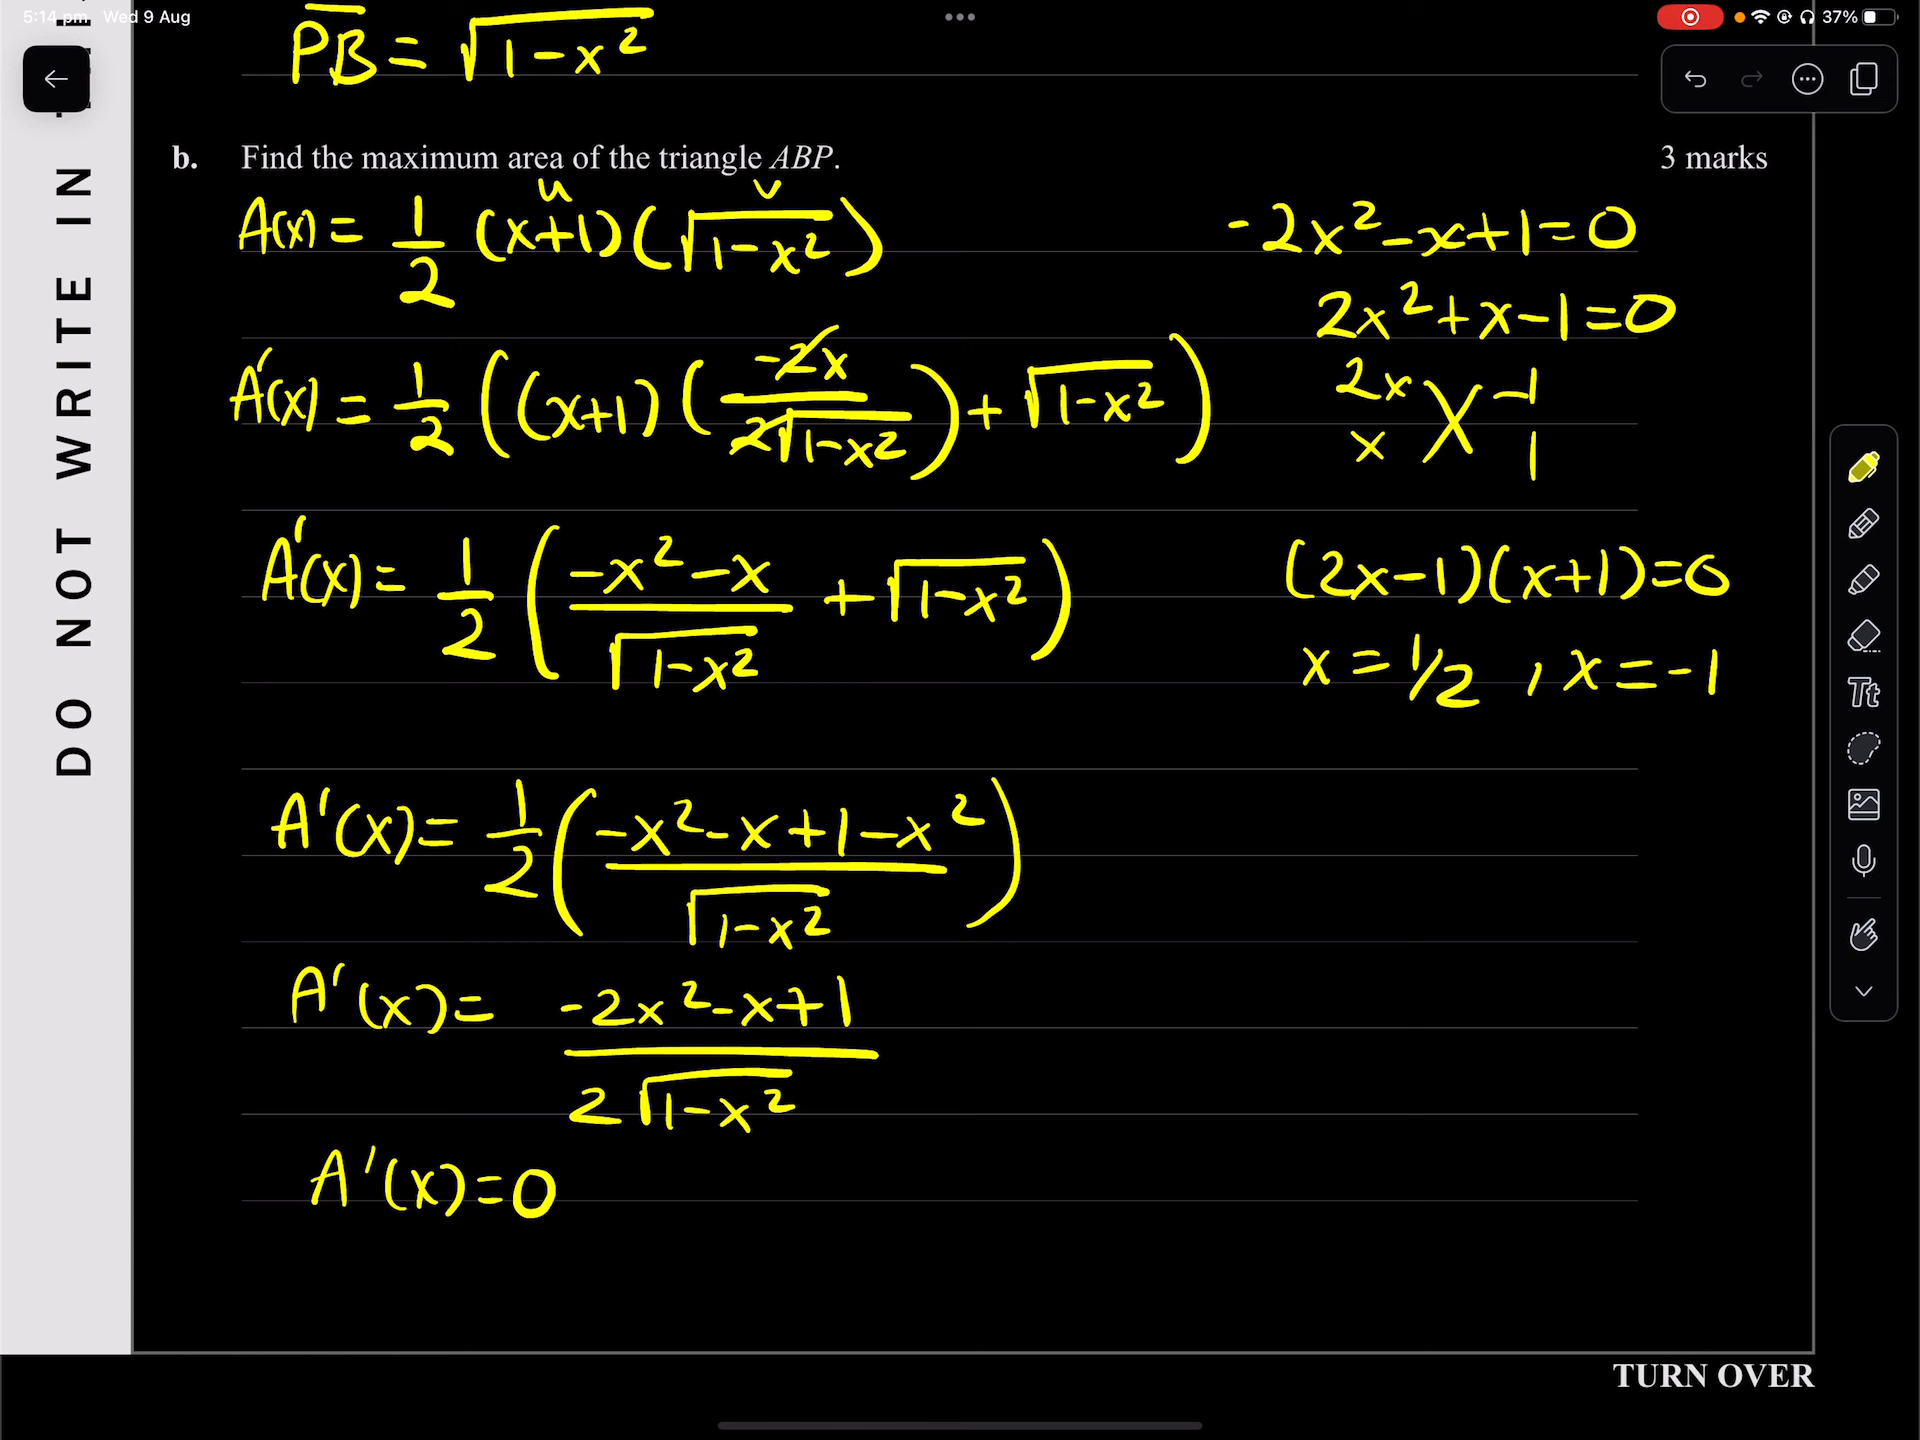 5:14 pm Wed 9 Aug
37%
DO NOT WRITE IN
PB = √(1-x²)
b. Find the maximum area of the triangle ABP.
3 marks
u v
A(x) = 1/2 (x+1)(√(1-x²))
A'(x) = 1/2 ((x+1)(-2x/(2√(1-x²))) + √(1-x²))
A'(x) = 1/2 ((-x²-x)/√(1-x²) + √(1-x²))
A'(x) = 1/2 ((-x²-x+1-x²)/√(1-x²))
A'(x) = (-2x²-x+1)/(2√(1-x²))
A'(x)=0
-2x²-x+1=0
2x²+x-1=0
2x -1
x 1
(2x-1)(x+1)=0
x = 1/2 , x = -1
Tt
TURN OVER